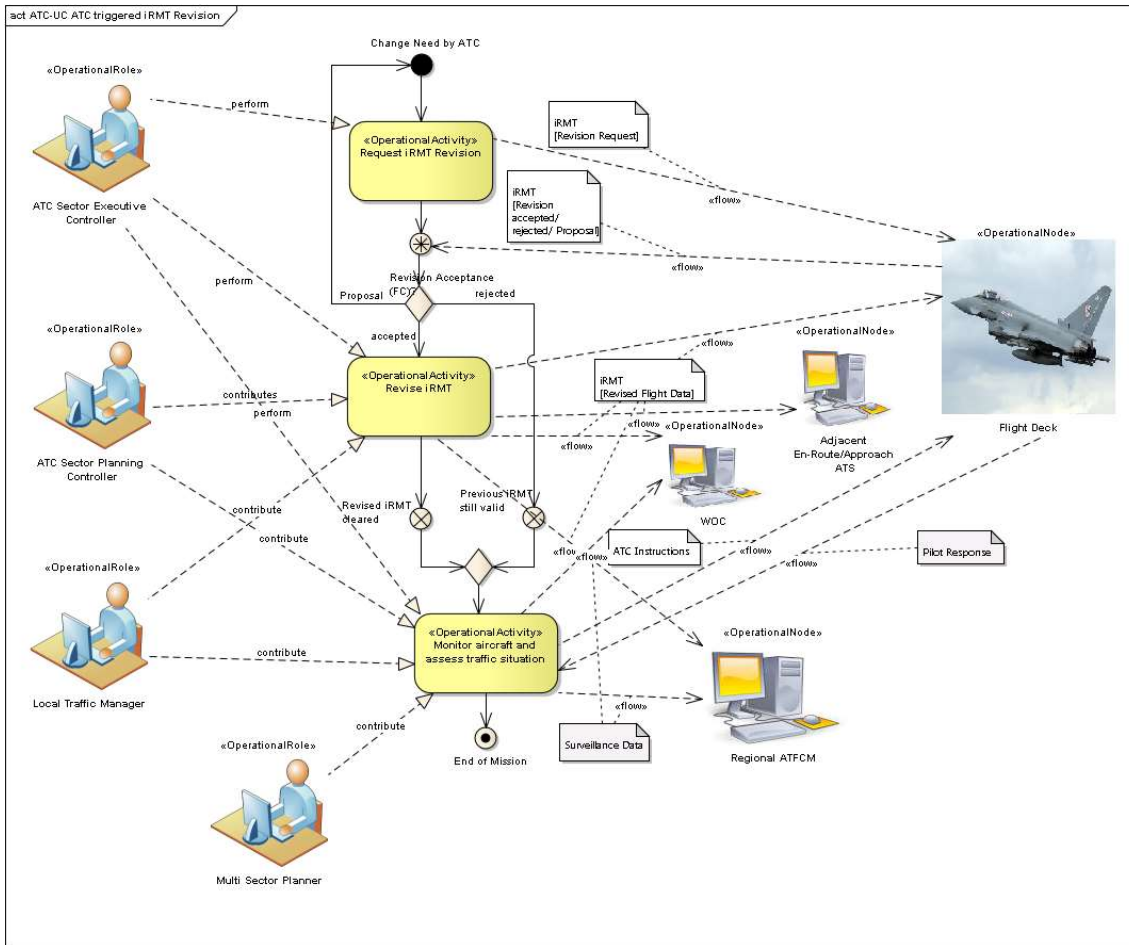 act ATC-UC ATC triggered iRMT Revision
Change Need by ATC
«OperationalRole»
perform
iRMT
[Revision Request]
«OperationalActivity»
Request iRMT Revision
ATC Sector Executive
Controller
iRMT
[Revision
accepted/
rejected/ Proposal]
«flow»
«OperationalNode»
«flow»
perform
Revision Acceptance
(FC)?
Proposal
rejected
accepted
«OperationalRole»
«flow»
«OperationalNode»
«OperationalActivity»
Revise iRMT
iRMT
[Revised Flight Data]
contributes
perform
«flow»
«flow»
«OperationalNode»
Flight Deck
Adjacent
En-Route/Approach
ATS
ATC Sector Planning
Controller
Revised iRMT
cleared
Previous iRMT
still valid
WOC
contribute
contribute
«flow»
«flow»
ATC Instructions
«flow»
Pilot Response
«flow»
«OperationalRole»
«OperationalActivity»
Monitor aircraft and
assess traffic situation
«OperationalNode»
contribute
Local Traffic Manager
«flow»
contribute
Surveillance Data
Regional ATFCM
End of Mission
«OperationalRole»
Multi Sector Planner